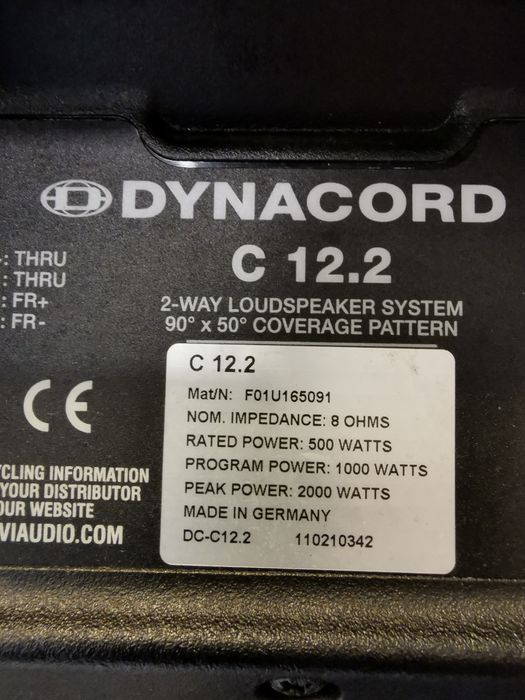 DYNACORD
C 12.2
2-WAY LOUDSPEAKER SYSTEM
90° x 50° COVERAGE PATTERN
: THRU
: THRU
: FR+
: FR-
CE
C 12.2
Mat/N: F01U165091
NOM. IMPEDANCE: 8 OHMS
RATED POWER: 500 WATTS
PROGRAM POWER: 1000 WATTS
PEAK POWER: 2000 WATTS
MADE IN GERMANY
DC-C12.2 110210342
YCLING INFORMATION
YOUR DISTRIBUTOR
OUR WEBSITE
VIAUDIO.COM